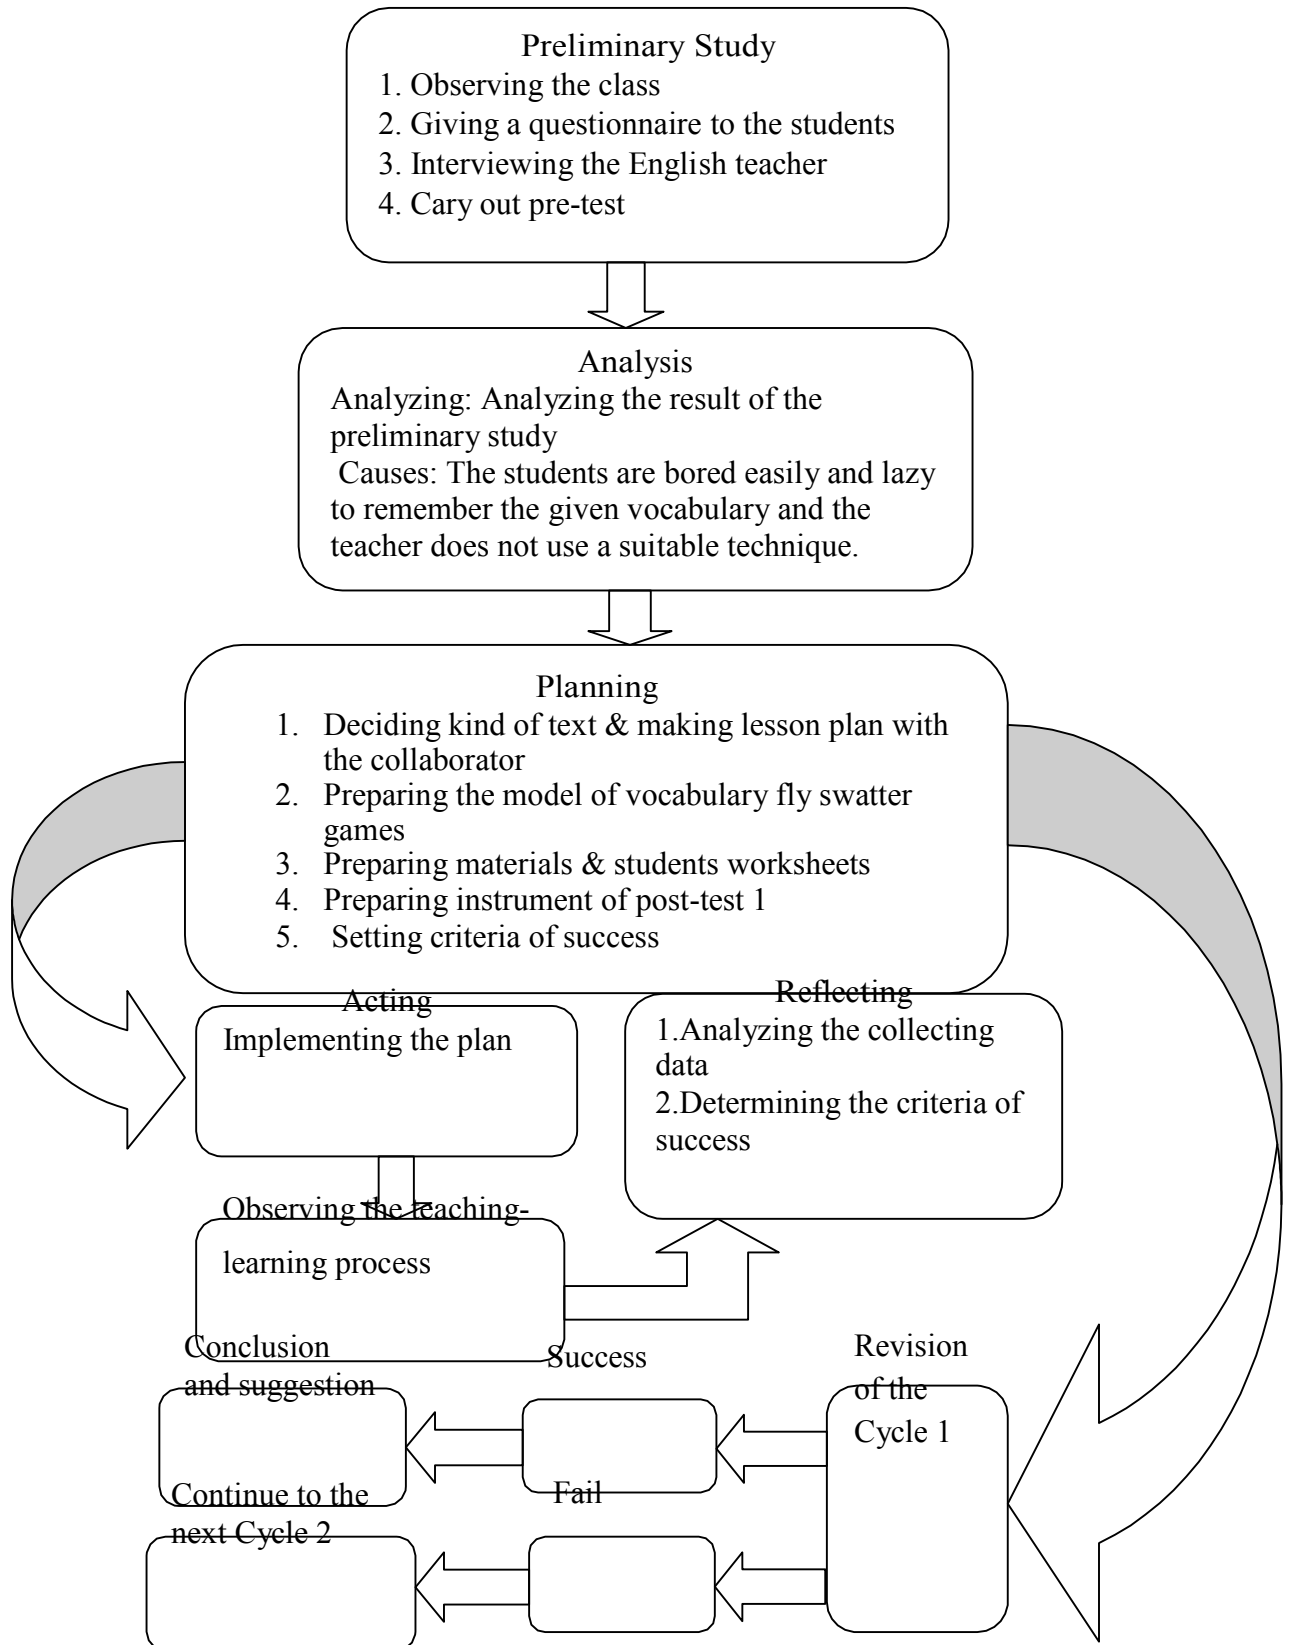 Preliminary Study
1. Observing the class
2. Giving a questionnaire to the students
3. Interviewing the English teacher
4. Cary out pre-test
Analysis
Analyzing: Analyzing the result of the
preliminary study
Causes: The students are bored easily and lazy
to remember the given vocabulary and the
teacher does not use a suitable technique.
Planning
1. Deciding kind of text & making lesson plan with
the collaborator
2. Preparing the model of vocabulary fly swatter
games
3. Preparing materials & students worksheets
4. Preparing instrument of post-test 1
5. Setting criteria of success
Acting
Implementing the plan
Reflecting
1.Analyzing the collecting
data
2.Determining the criteria of
success
Observing the teaching-
learning process
Conclusion
and suggestion
Success
Revision
of the
Cycle 1
Continue to the
next Cycle 2
Fail